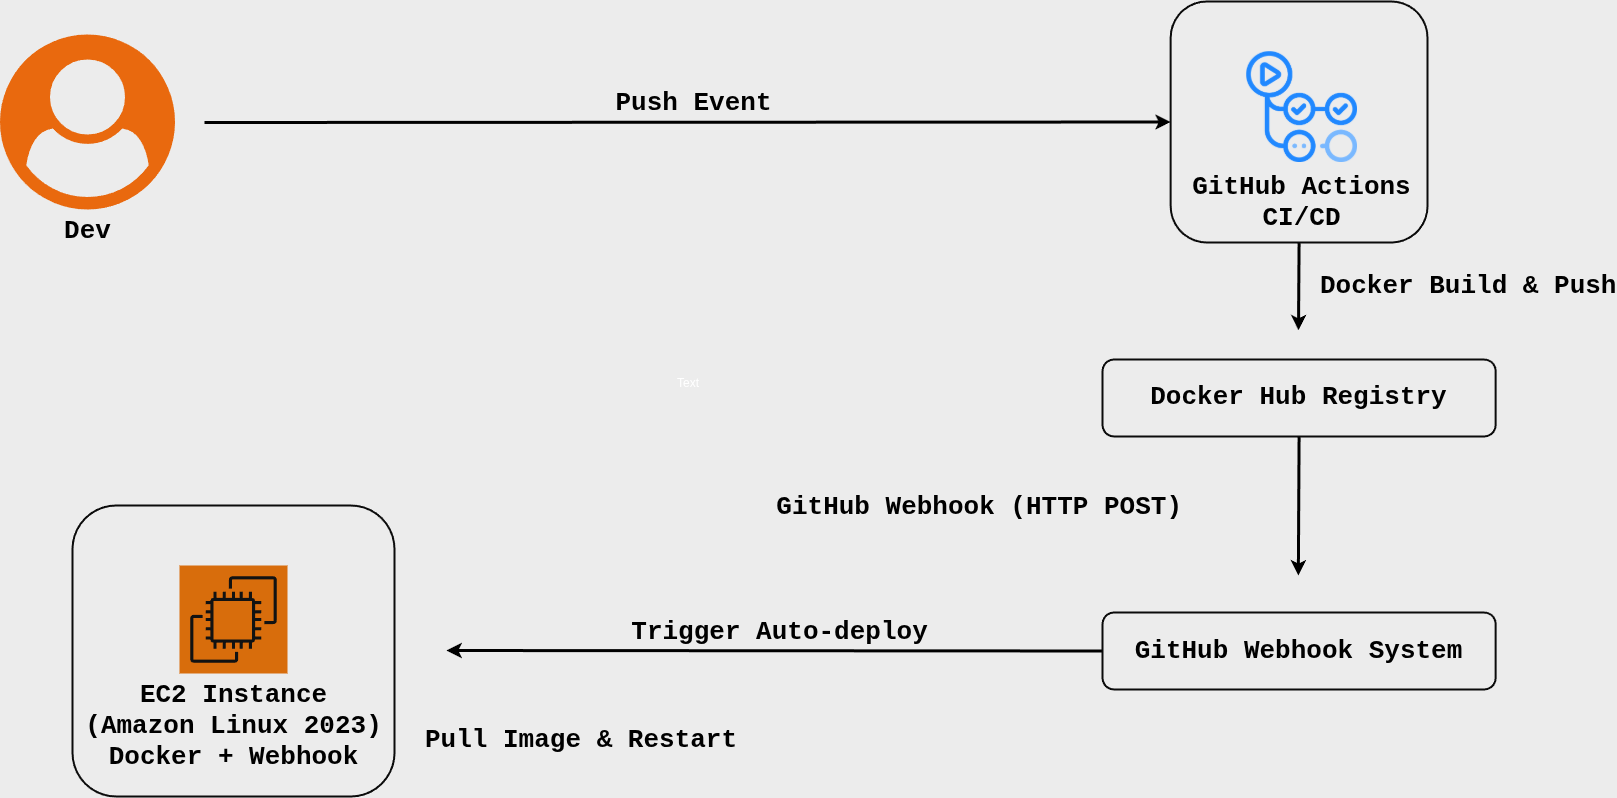 Push Event
GitHub Actions
CI/CD
Dev
Docker Build & Push
Text
Docker Hub Registry
GitHub Webhook (HTTP POST)
Trigger Auto-deploy
GitHub Webhook System
EC2 Instance
(Amazon Linux 2023)
Docker + Webhook
Pull Image & Restart